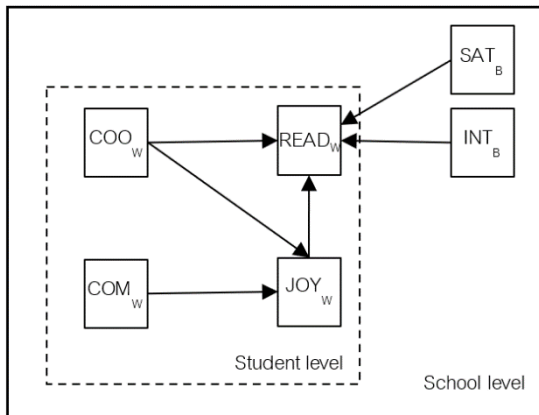 SAT B
COO W
READ W
INT B
COM W
JOY W
Student level
School level